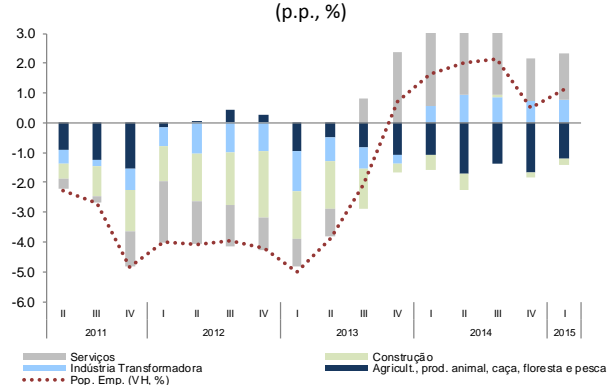 (p.p., %)
3.0
2.0
1.0
0.0
-1.0
-2.0
-3.0
-4.0
-5.0
-6.0
II III IV I II III IV I II III IV I II III IV I
2011 2012 2013 2014 2015
Serviços Construção
Indústria Transformadora Agricult., prod. animal, caça, floresta e pesca
Pop. Emp. (VH, %)